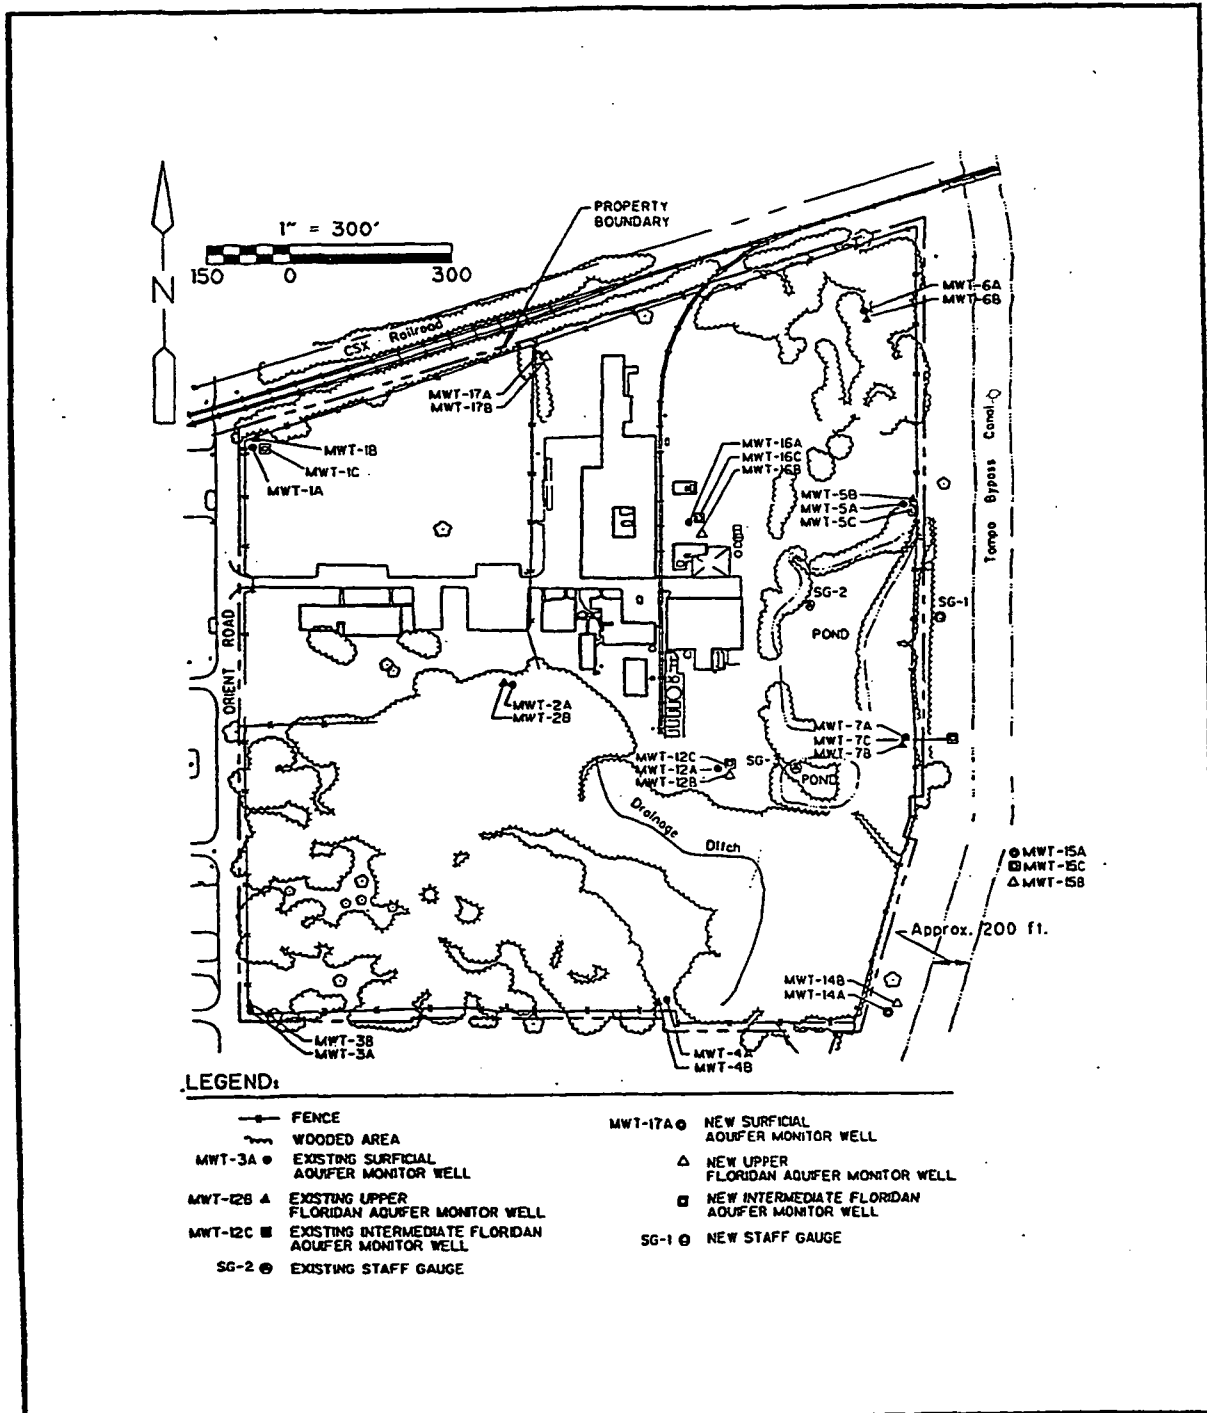 PROPERTY
BOUNDARY
1" = 300'
150 0 300
N
CSX Railroad
MWT-6A
MWT-6B
MWT-17A
MWT-17B
MWT-1B
MWT-1C
MWT-1A
MWT-16A
MWT-16C
MWT-16B
MWT-5B
MWT-5A
MWT-5C
Tampa Bypass Canal
SG-2
SG-1
POND
ORIENT ROAD
MWT-2A
MWT-2B
MWT-7A
MWT-7C
MWT-7B
MWT-12C
MWT-12A
MWT-12B
SG-
POND
Drainage
Ditch
MWT-15A
MWT-15C
MWT-15B
Approx. 200 ft.
MWT-14B
MWT-14A
MWT-3B
MWT-3A
MWT-4A
MWT-4B
LEGEND:
FENCE
WOODED AREA
MWT-3A EXISTING SURFICIAL
AQUIFER MONITOR WELL
MWT-12B EXISTING UPPER
FLORIDAN AQUIFER MONITOR WELL
MWT-12C EXISTING INTERMEDIATE FLORIDAN
AQUIFER MONITOR WELL
SG-2 EXISTING STAFF GAUGE
MWT-17A NEW SURFICIAL
AQUIFER MONITOR WELL
NEW UPPER
FLORIDAN AQUIFER MONITOR WELL
NEW INTERMEDIATE FLORIDAN
AQUIFER MONITOR WELL
SG-1 NEW STAFF GAUGE